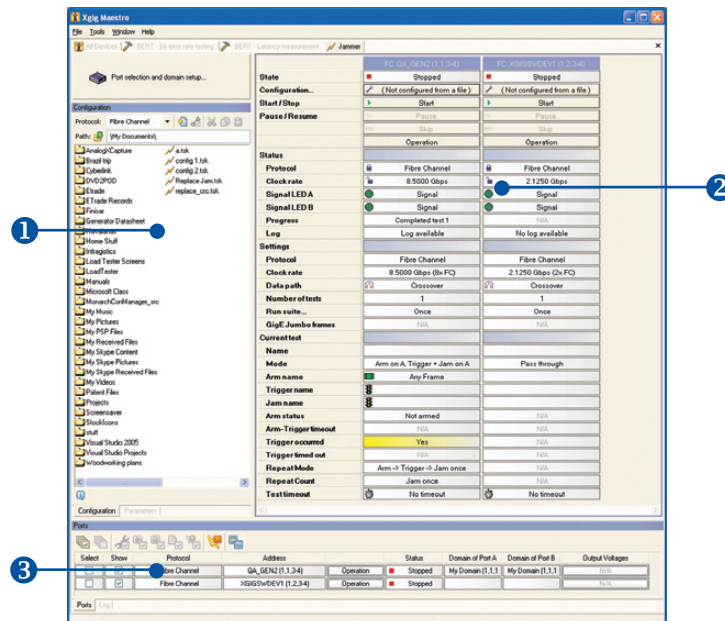 Xgig Maestro
File Tools Window Help
All Devices BERT - Bit error rate testing BERT - Latency measurement Jammer
Port selection and domain setup...
Configuration
Protocol: Fibre Channel
Path: \My Documents\
AnalogXCapture
Brazil trip
Cyberlink
DVD2POD
Etrade
ETrade Records
Finisar
Generator Datasheet
Home Stuff
Infragistics
Load Tester Screens
LoadTester
Manuals
Microsoft Class
MonarchConManager_src
My Music
My Pictures
My PSP Files
My Received Files
My Skype Content
My Skype Pictures
My Skype Received Files
My Videos
Patent Files
Projects
Screensaver
StockIcons
stuff
Visual Studio 2005
Visual Studio Projects
Woodworking plans
a.tsk
config 1.tsk
config 2.tsk
Replace Jam.tsk
replace_crc.tsk
Configuration Parameters
FC QA_GEN2 (1,1,3-4) FC XGIGSWDEV1 (1,2,3-4)
State Stopped Stopped
Configuration... (Not configured from a file) (Not configured from a file)
Start / Stop Start Start
Pause / Resume Pause Pause
Skip Skip
Operation Operation
Status
Protocol Fibre Channel Fibre Channel
Clock rate 8.5000 Gbps 2.1250 Gbps
Signal LED A Signal Signal
Signal LED B Signal Signal
Progress Completed test 1 N/A
Log Log available No log available
Settings
Protocol Fibre Channel Fibre Channel
Clock rate 8.5000 Gbps (8x FC) 2.1250 Gbps (2x FC)
Data path Crossover Crossover
Number of tests 1 1
Run suite... Once Once
GigE Jumbo frames N/A N/A
Current test
Name
Mode Arm on A, Trigger + Jam on A Pass through
Arm name Any Frame
Trigger name
Jam name
Arm status Not armed N/A
Arm-Trigger timeout N/A N/A
Trigger occurred Yes N/A
Trigger timed out N/A N/A
Repeat Mode Arm -> Trigger -> Jam once N/A
Repeat Count Jam once N/A
Test timeout No timeout No timeout
1
2
3
Ports
Select Show Protocol Address Status Domain of Port A Domain of Port B Output Voltages
Fibre Channel QA_GEN2 (1,1,3-4) Operation Stopped My Domain (1,1,1 My Domain (1,1,1 N/A
Fibre Channel XGIGSWDEV1 (1,2,3-4) Operation Stopped N/A
Ports Log